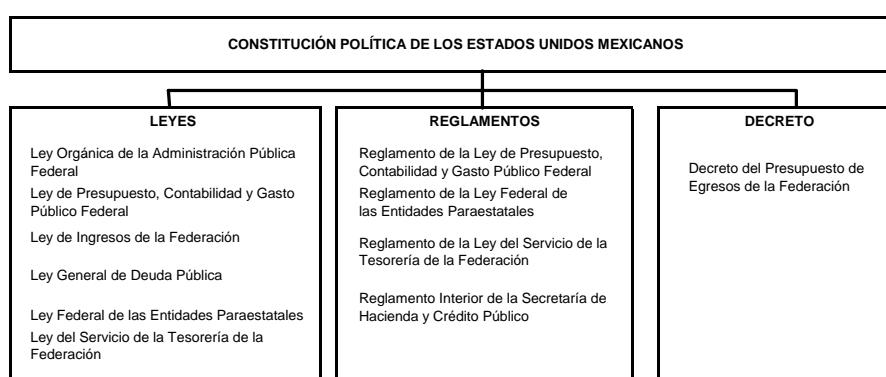 CONSTITUCIÓN POLÍTICA DE LOS ESTADOS UNIDOS MEXICANOS
LEYES
Ley Orgánica de la Administración Pública
Federal
Ley de Presupuesto, Contabilidad y Gasto
Público Federal
Ley de Ingresos de la Federación
Ley General de Deuda Pública
Ley Federal de las Entidades Paraestatales
Ley del Servicio de la Tesorería de la
Federación
REGLAMENTOS
Reglamento de la Ley de Presupuesto,
Contabilidad y Gasto Público Federal
Reglamento de la Ley Federal de
las Entidades Paraestatales
Reglamento de la Ley del Servicio de la
Tesorería de la Federación
Reglamento Interior de la Secretaría de
Hacienda y Crédito Público
DECRETO
Decreto del Presupuesto de
Egresos de la Federación